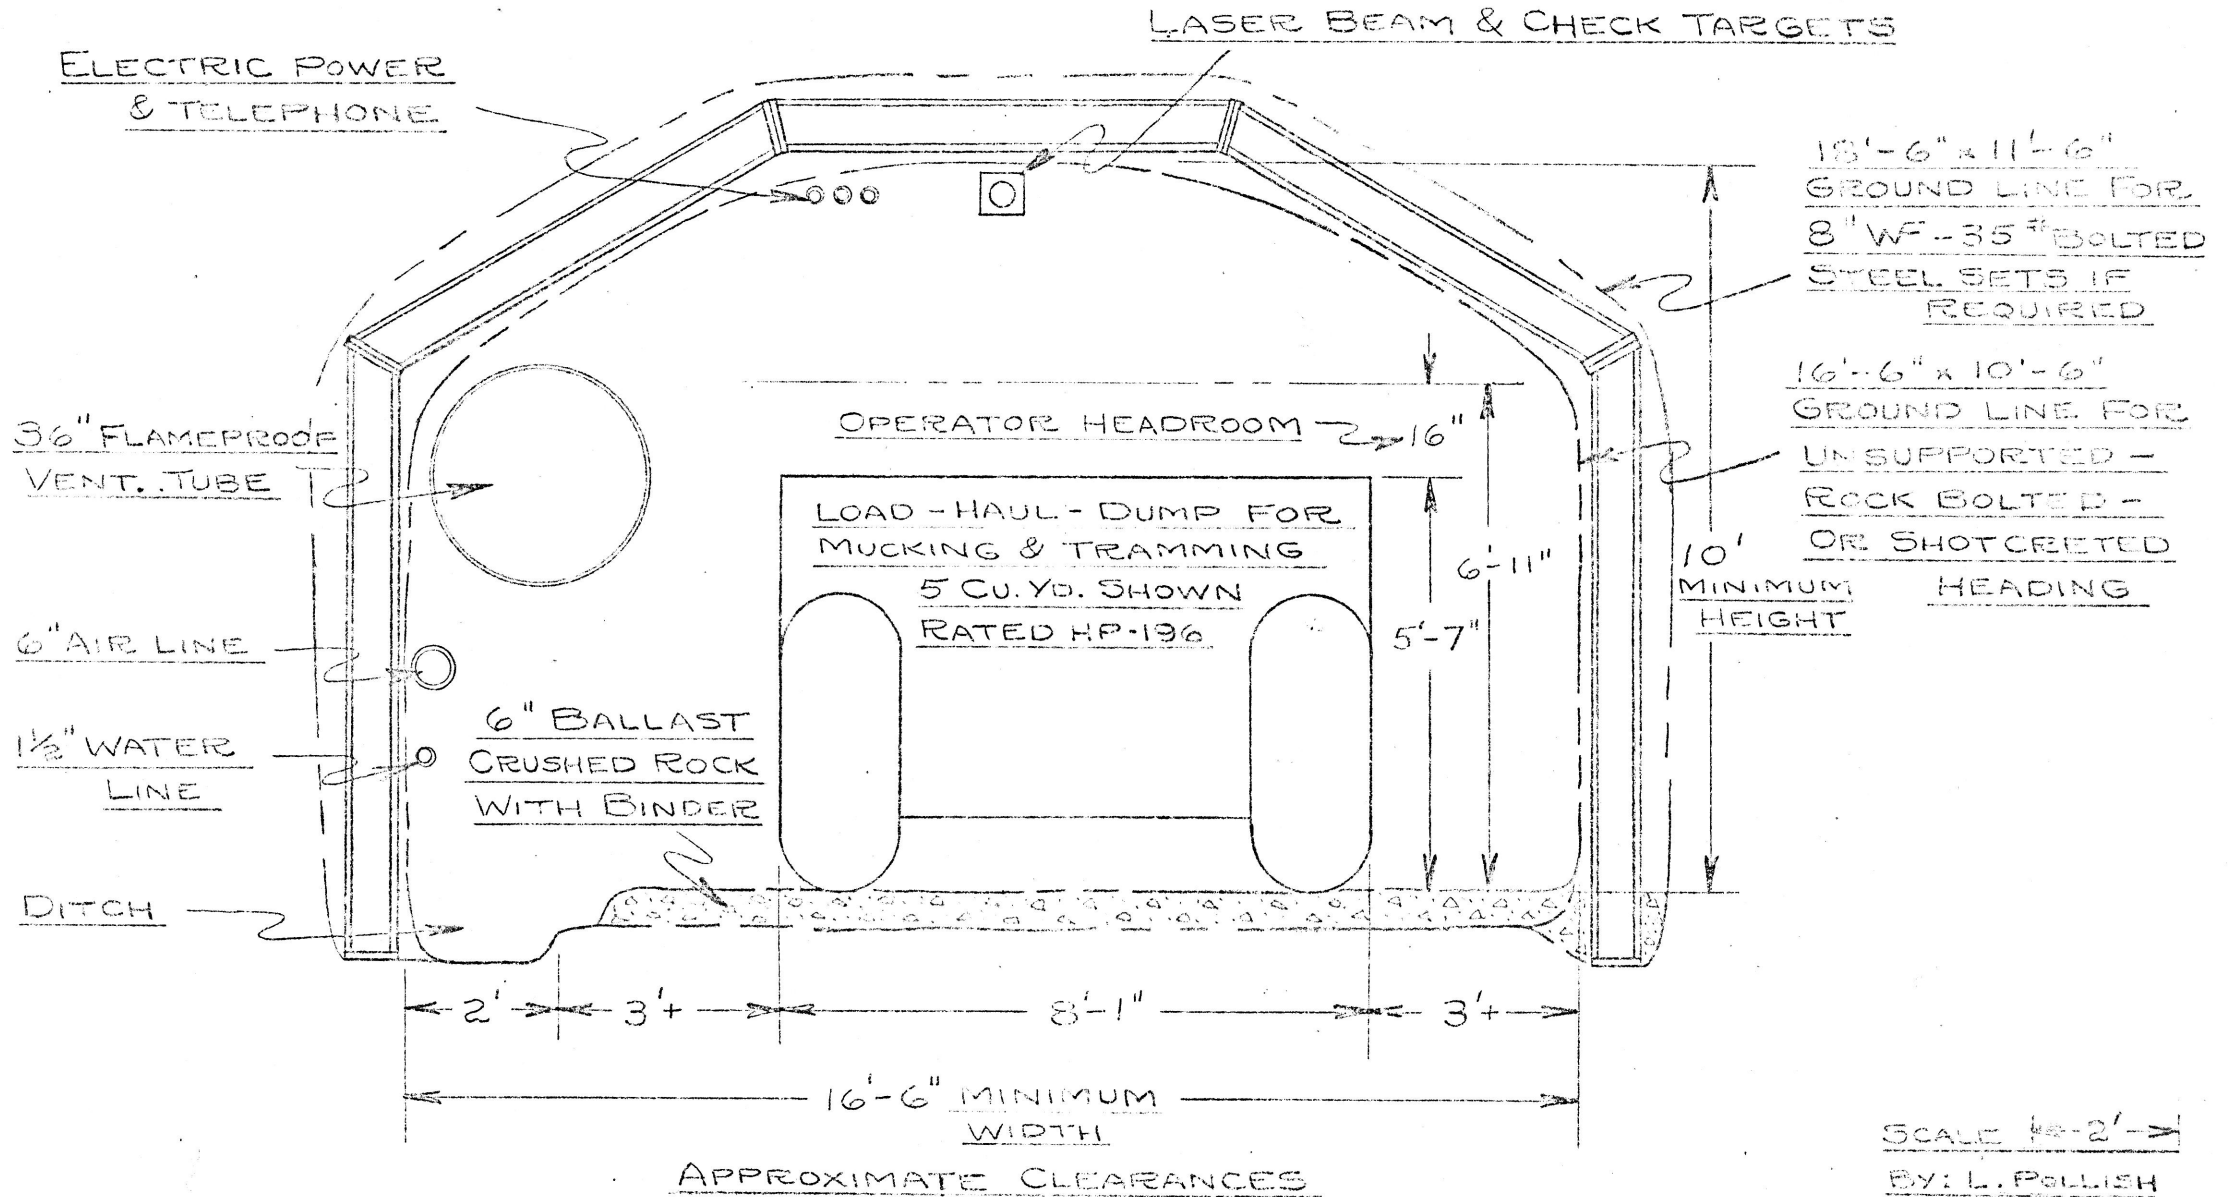 LASER BEAM & CHECK TARGETS
ELECTRIC POWER
& TELEPHONE
18'-6" x 11'-6"
GROUND LINE FOR
8" WF--35# BOLTED
STEEL SETS IF
REQUIRED
16'-6" x 10'-6"
GROUND LINE FOR
UNSUPPORTED-
ROCK BOLTED-
OR SHOTCRETED
HEADING
36" FLAMEPROOF
VENT. TUBE
OPERATOR HEADROOM
16"
LOAD-HAUL-DUMP FOR
MUCKING & TRAMMING
5 CU. YD. SHOWN
RATED HP-196
6'-11"
5'-7"
10'
MINIMUM
HEIGHT
6" AIR LINE
1½" WATER
LINE
6" BALLAST
CRUSHED ROCK
WITH BINDER
DITCH
2'
3'+
8'-1"
3'+
16'-6" MINIMUM
WIDTH
APPROXIMATE CLEARANCES
SCALE 2'
BY: L. POLLISH